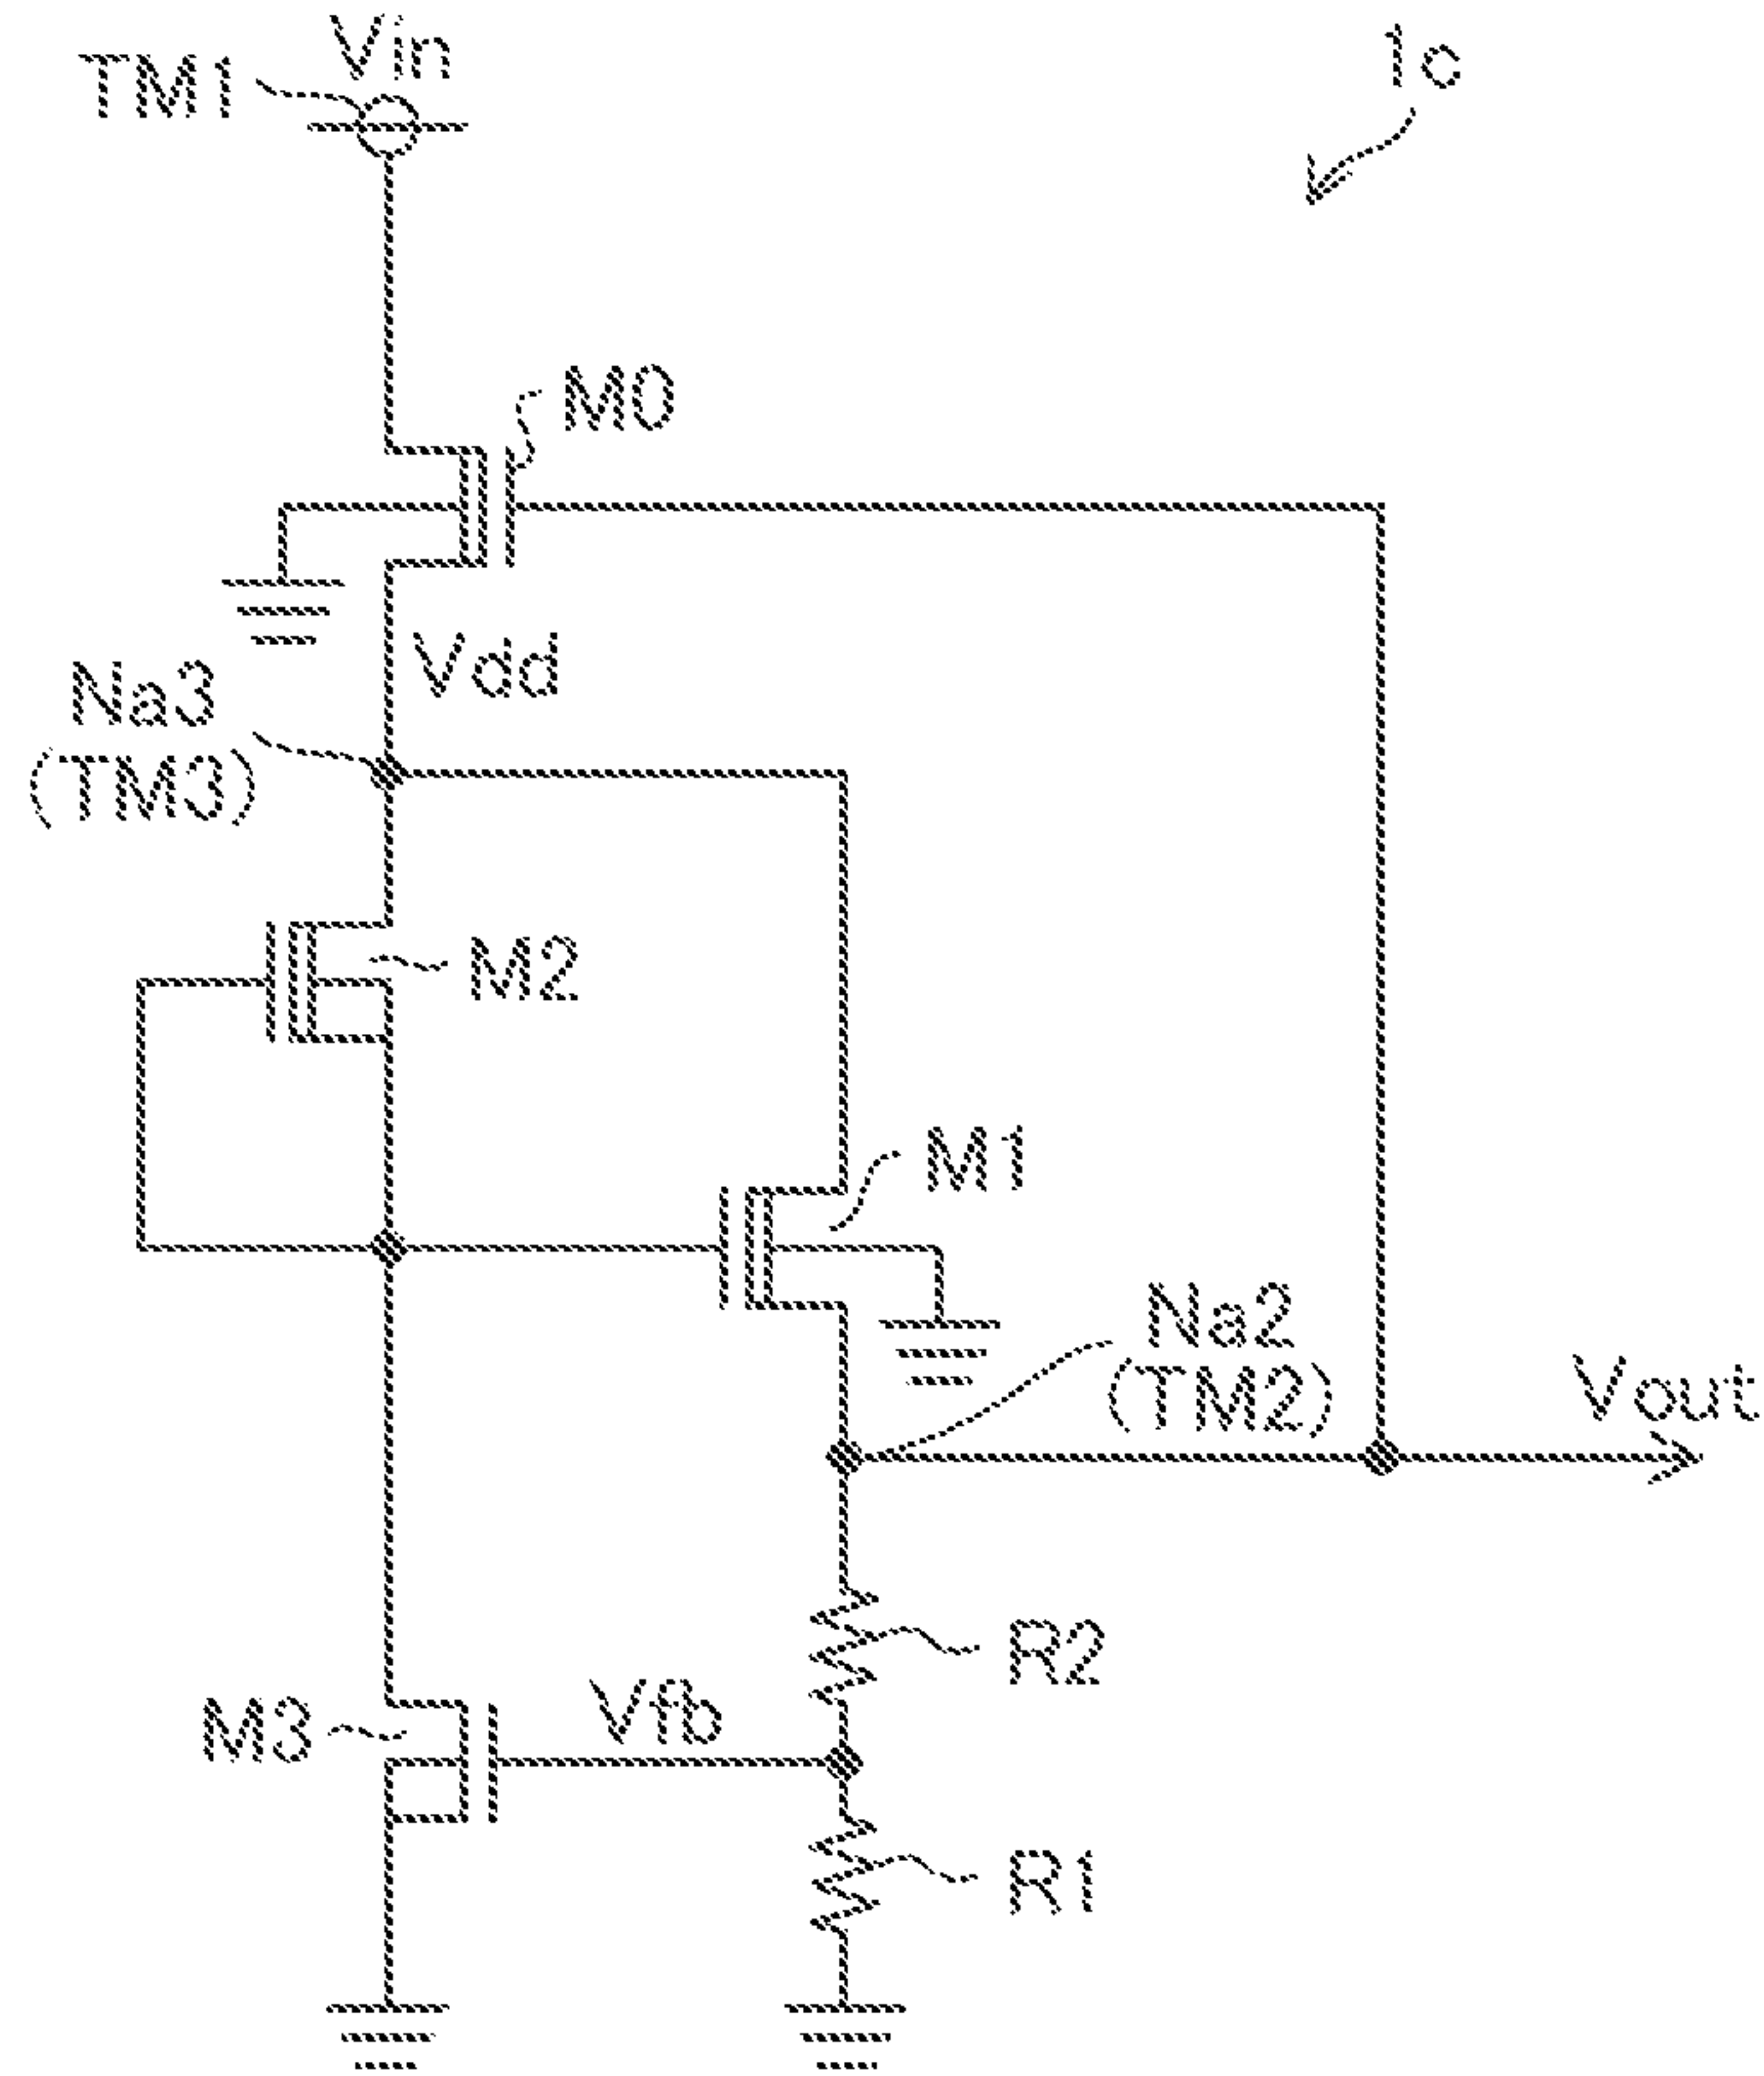 Vin
TM1
1c
M0
Vdd
Na3
(TM3)
M2
M1
Na2
(TM2)
Vout
R2
Vfb
M3
R1